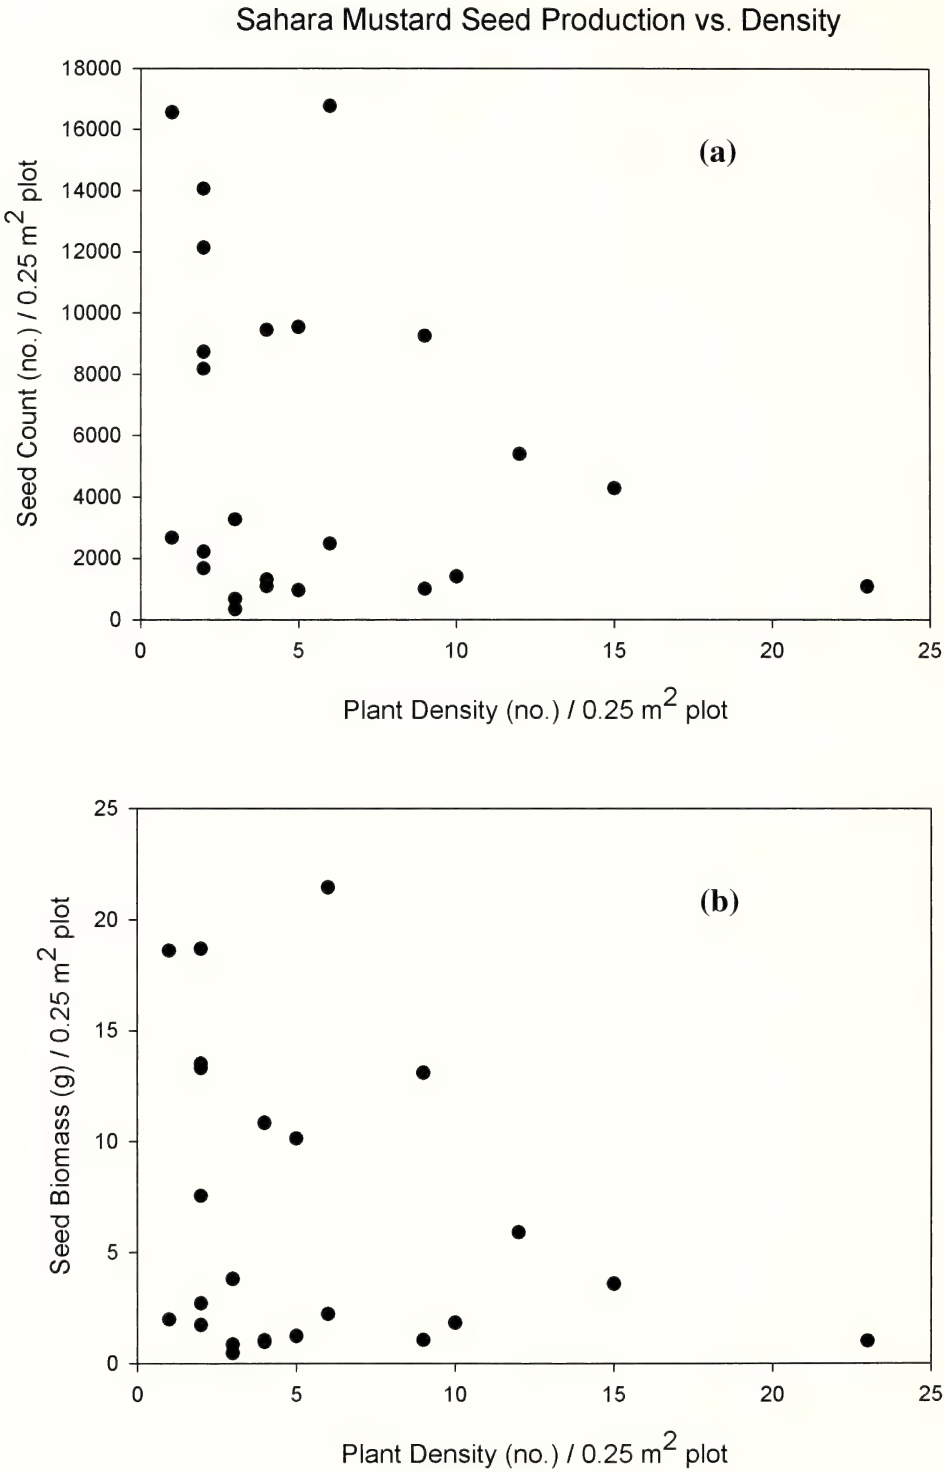 Sahara Mustard Seed Production vs. Density
18000
16000
14000
12000
10000
8000
6000
4000
2000
0
Seed Count (no.) / 0.25 m² plot
(a)
0 5 10 15 20 25
Plant Density (no.) / 0.25 m² plot
25
20
15
10
5
0
Seed Biomass (g) / 0.25 m² plot
(b)
0 5 10 15 20 25
Plant Density (no.) / 0.25 m² plot